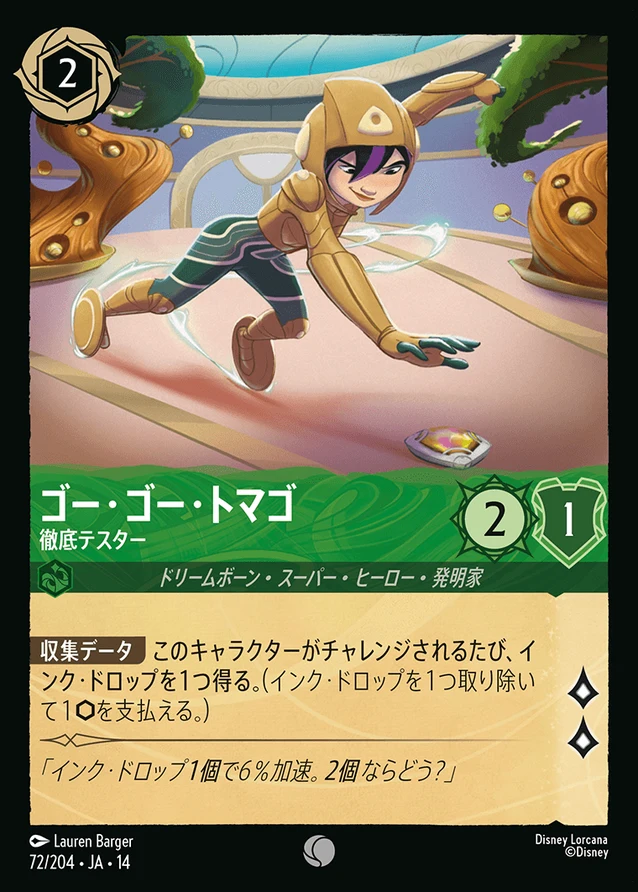 2
ゴー・ゴー・トマゴ
徹底テスター
2
1
ドリームボーン・スーパー・ヒーロー・発明家
収集データ このキャラクターがチャレンジされるたび、イ
ンク・ドロップを1つ得る。(インク・ドロップを1つ取り除い
て1⬡を支払える。)
「インク・ドロップ1個で6%加速。2個ならどう?」
Lauren Barger
72/204・JA・14
Disney Lorcana
©Disney